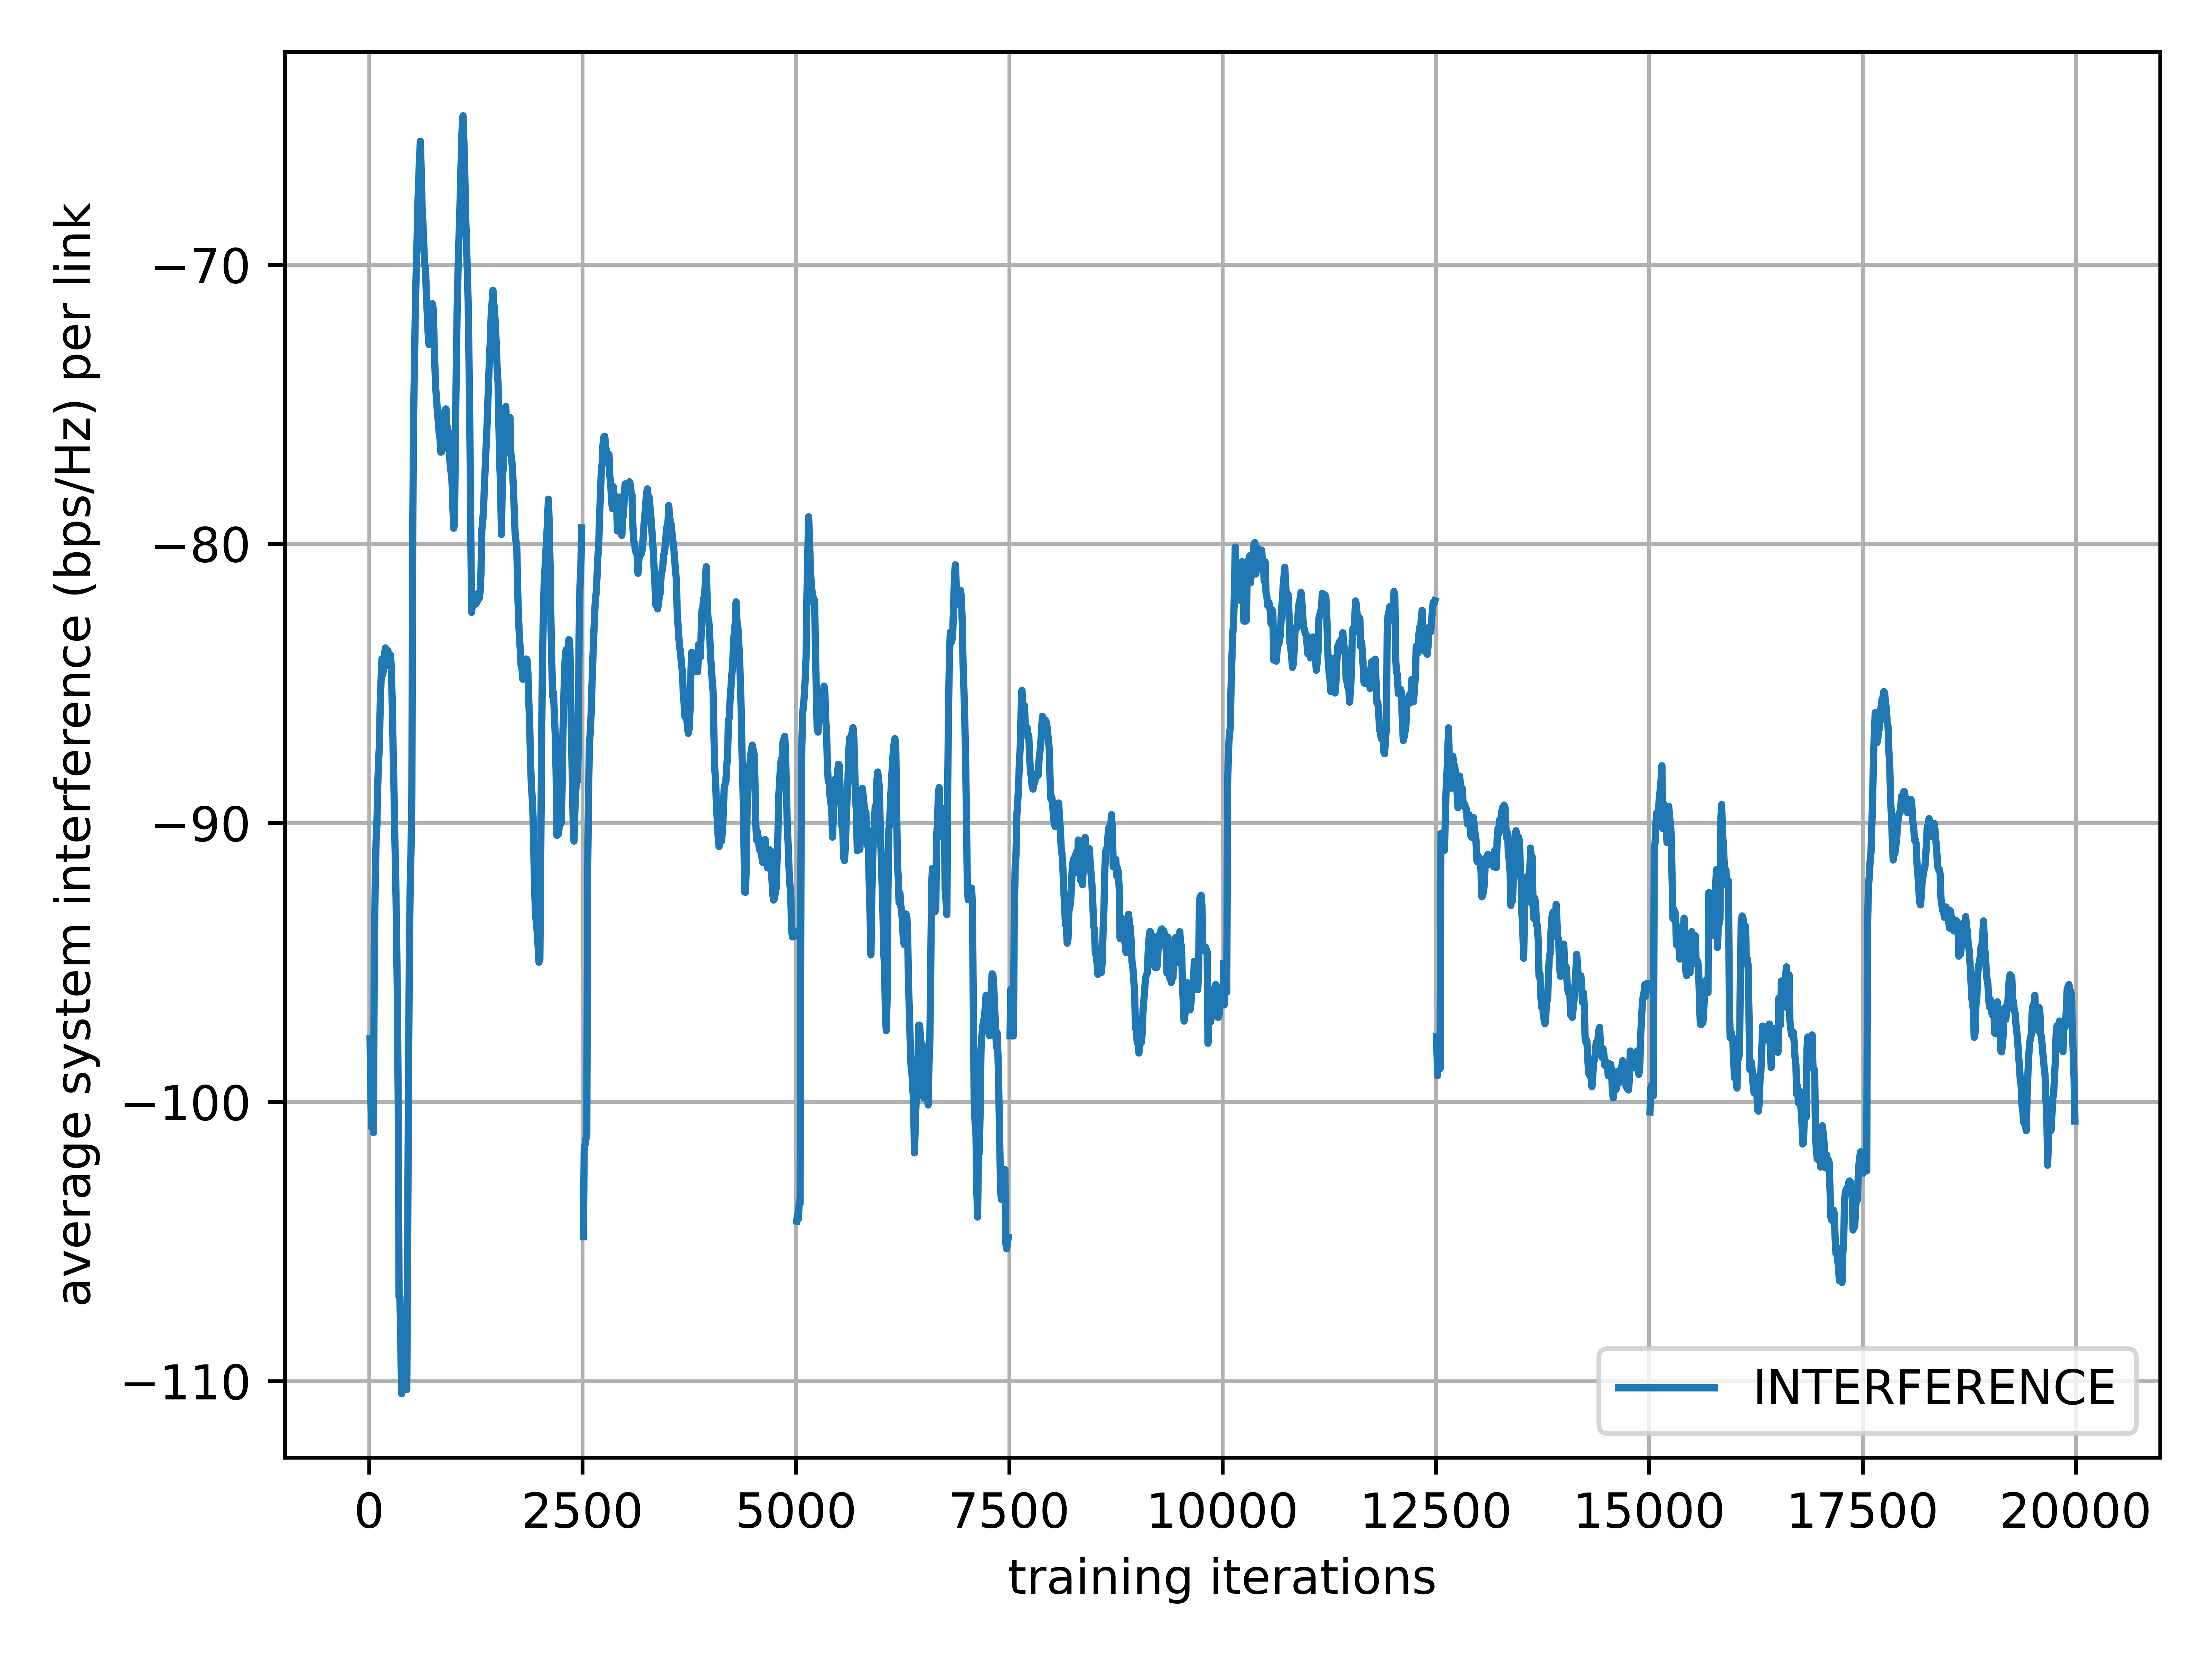 average system interference (bps/Hz) per link
−70
−80
−90
−100
−110
INTERFERENCE
0 2500 5000 7500 10000 12500 15000 17500 20000
training iterations